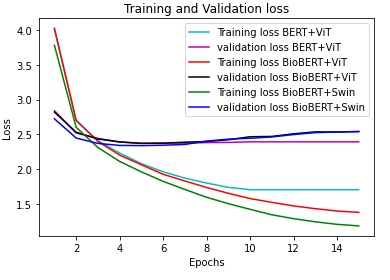 Training and Validation loss
Training loss BERT+ViT
validation loss BERT+ViT
Training loss BioBERT+ViT
validation loss BioBERT+ViT
Training loss BioBERT+Swin
validation loss BioBERT+Swin
Loss
4.0
3.5
3.0
2.5
2.0
1.5
2 4 6 8 10 12 14
Epochs